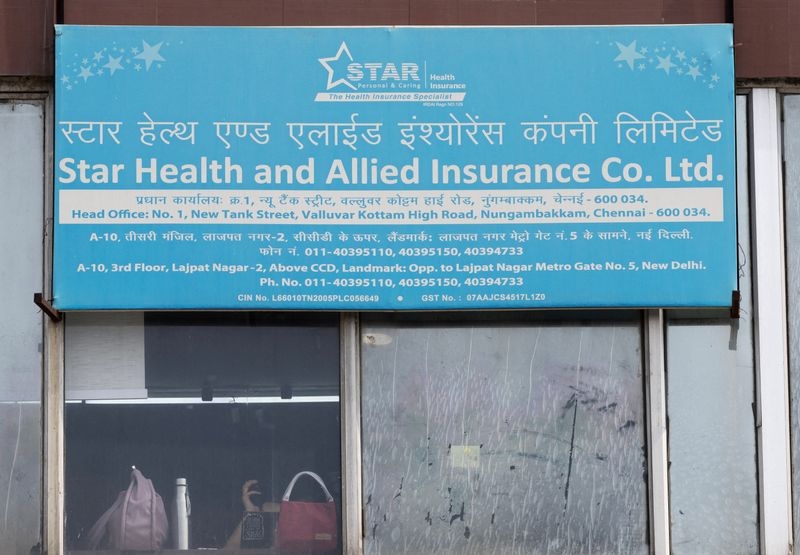 STAR Health
Personal & Caring Insurance
The Health Insurance Specialist
IRDAI Regn NO:129
स्टार हेल्थ एण्ड एलाईड इंश्योरेंस कंपनी लिमिटेड
Star Health and Allied Insurance Co. Ltd.
प्रधान कार्यालयः क्र.1, न्यू टैंक स्ट्रीट, वल्लुवर कोट्टम हाई रोड, नुंगम्बाक्कम, चेन्नई - 600 034.
Head Office: No. 1, New Tank Street, Valluvar Kottam High Road, Nungambakkam, Chennai - 600 034.
A-10, तीसरी मंजिल, लाजपत नगर-2, सीसीडी के ऊपर, लैंडमार्कः लाजपत नगर मेट्रो गेट नं. 5 के सामने, नई दिल्ली.
फोन नं. 011-40395110, 40395150, 40394733
A-10, 3rd Floor, Lajpat Nagar -2, Above CCD, Landmark: Opp. to Lajpat Nagar Metro Gate No. 5, New Delhi.
Ph. No. 011-40395110, 40395150, 40394733
CIN No. L66010TN2005PLC056649 • GST No. : 07AAJCS4517L1Z0